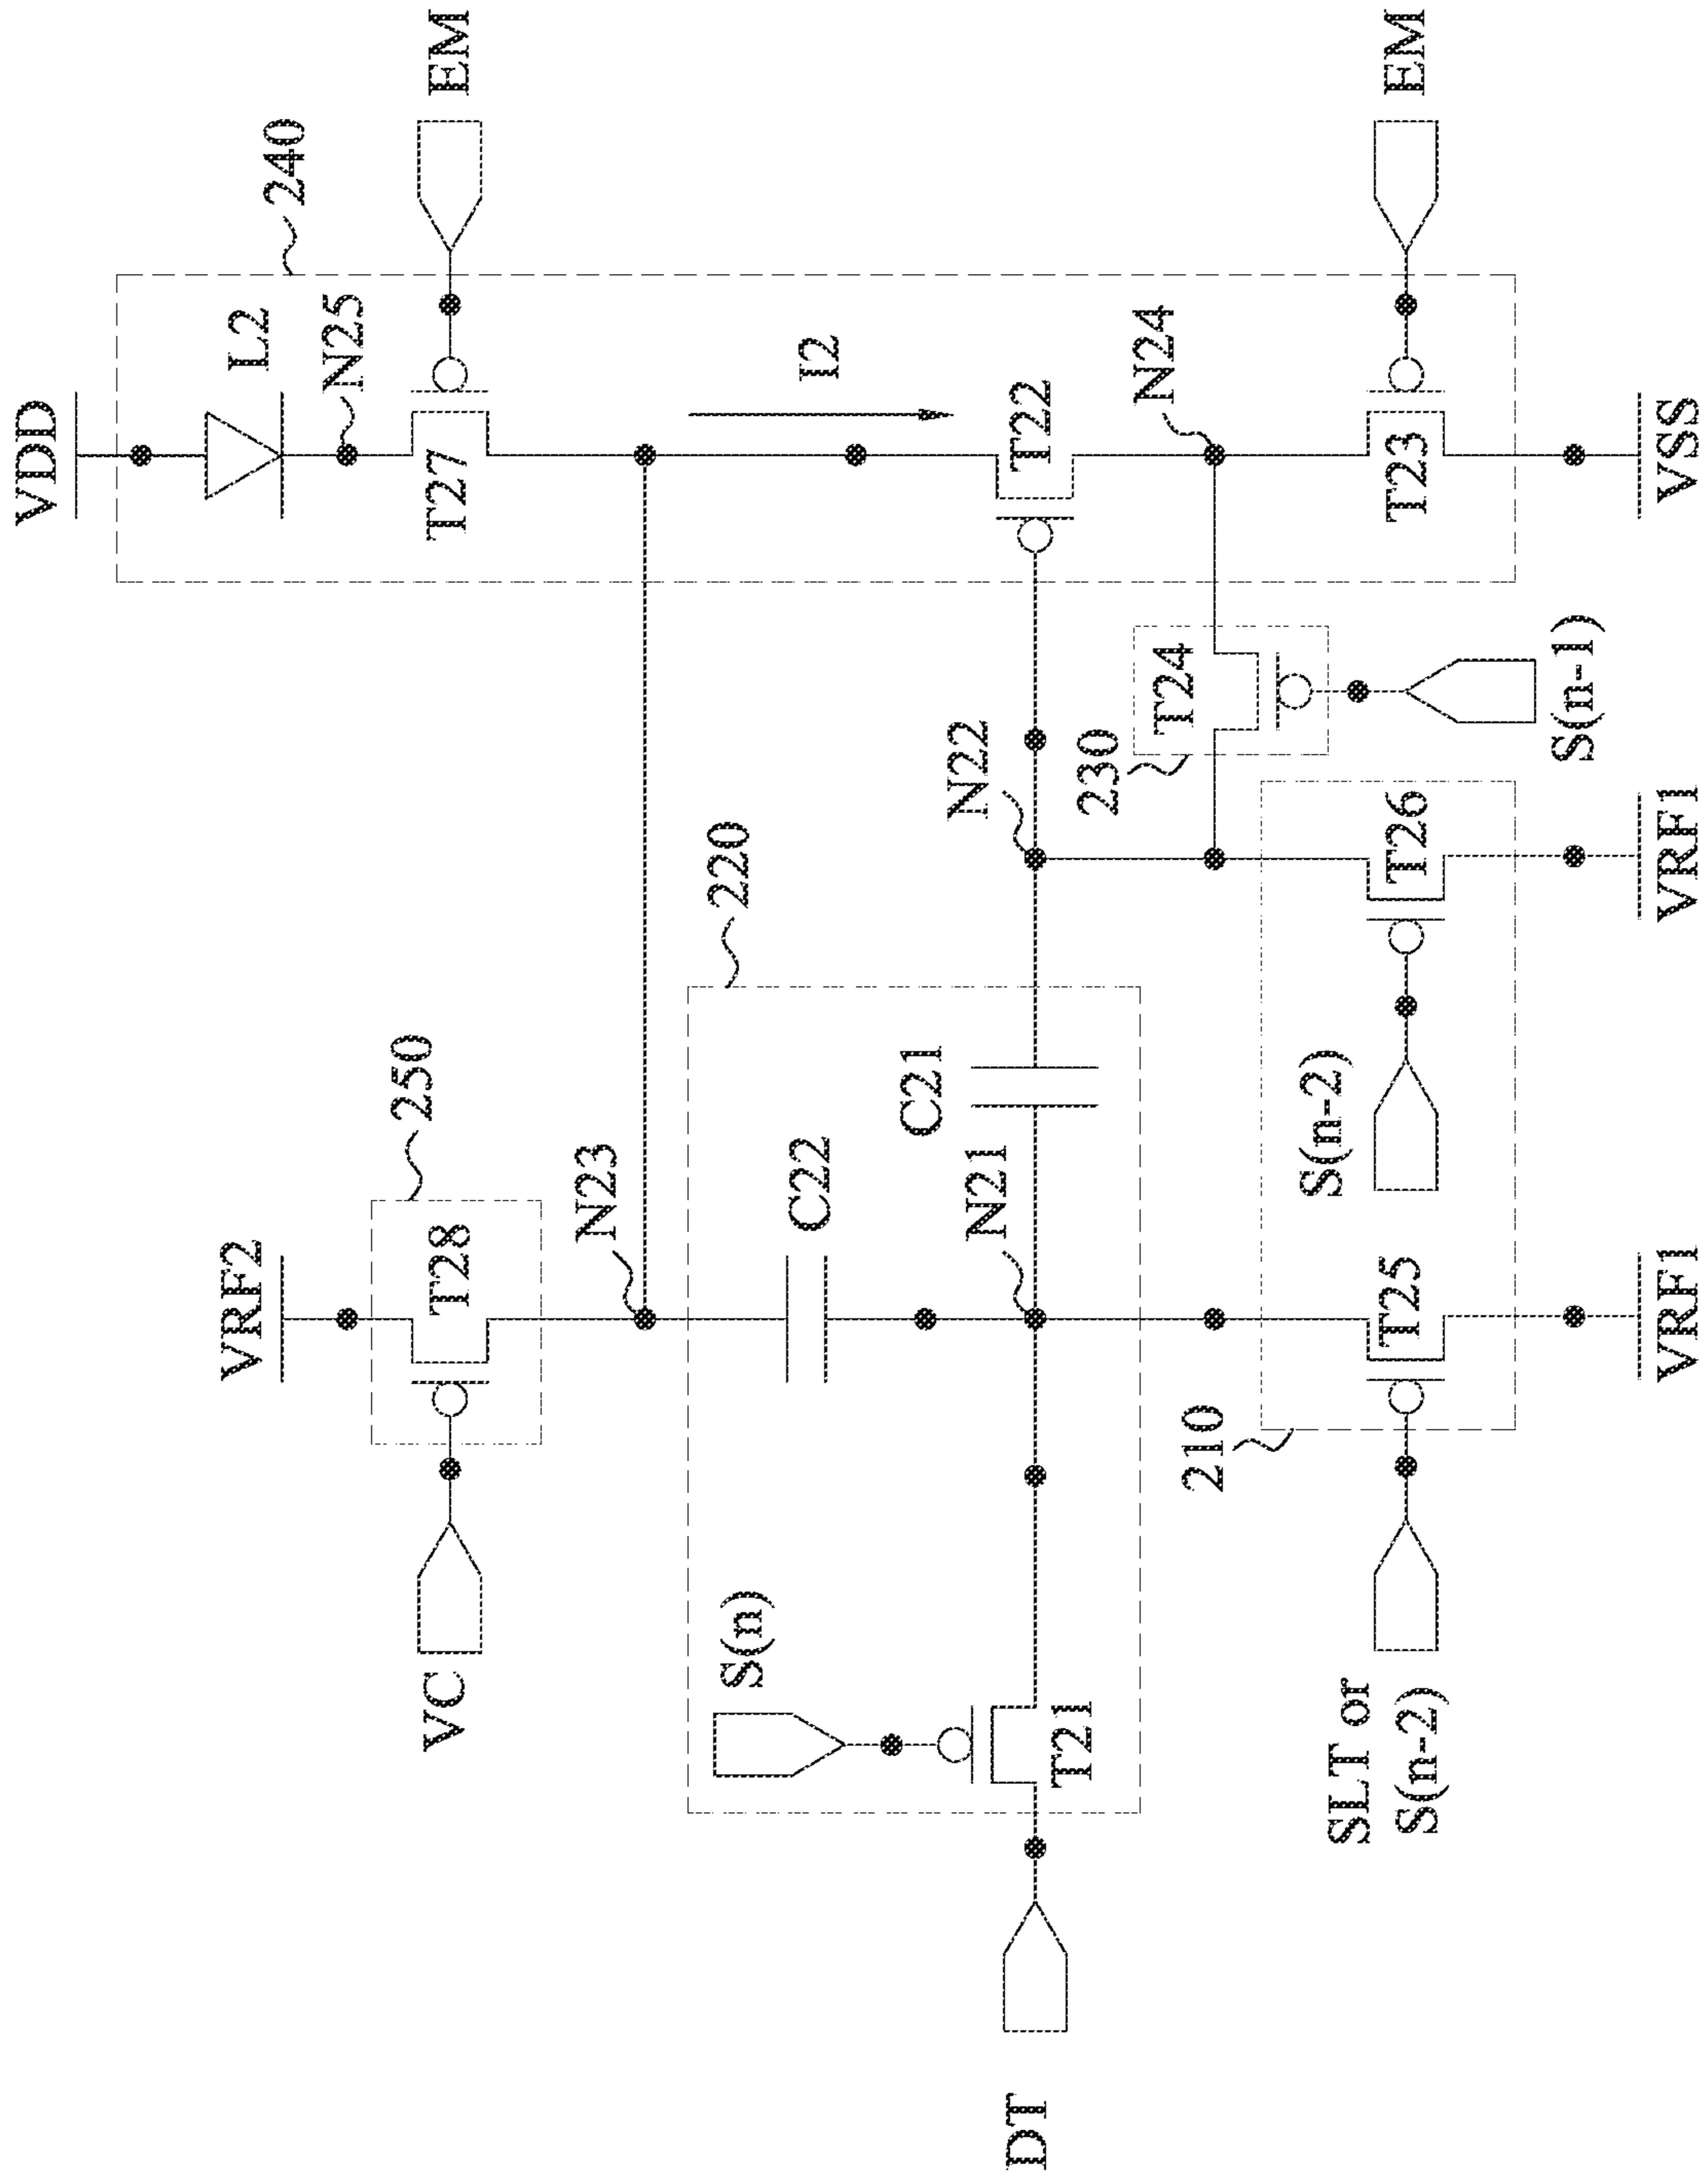 VDD
240
L2
N25
EM
T27
I2
T22
N24
EM
T23
VSS
VRF2
250
T28
VC
N23
220
C22
C21
N21
N22
230
T24
S(n-1)
S(n)
T21
DT
210
S(n-2)
T26
VRF1
T25
SLT or
S(n-2)
VRF1